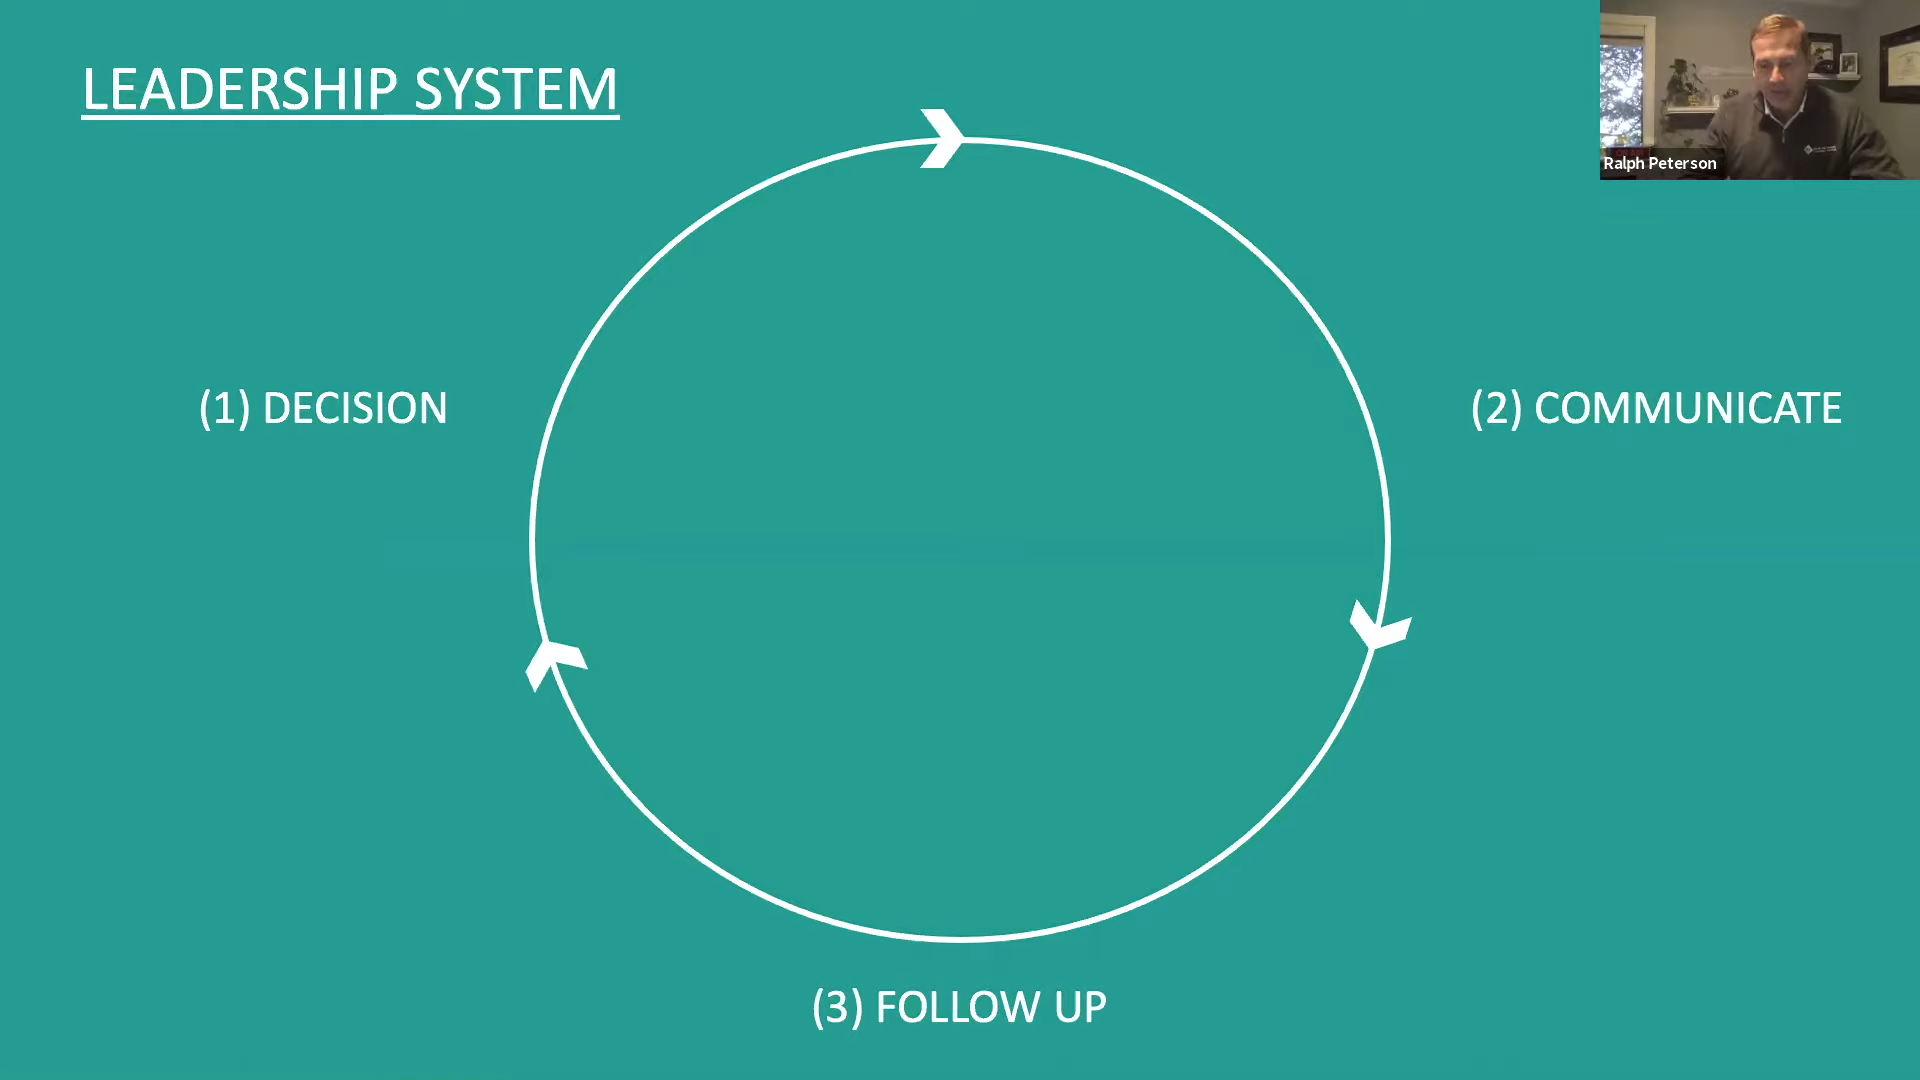 LEADERSHIP SYSTEM
Ralph Peterson
(1) DECISION
(2) COMMUNICATE
(3) FOLLOW UP